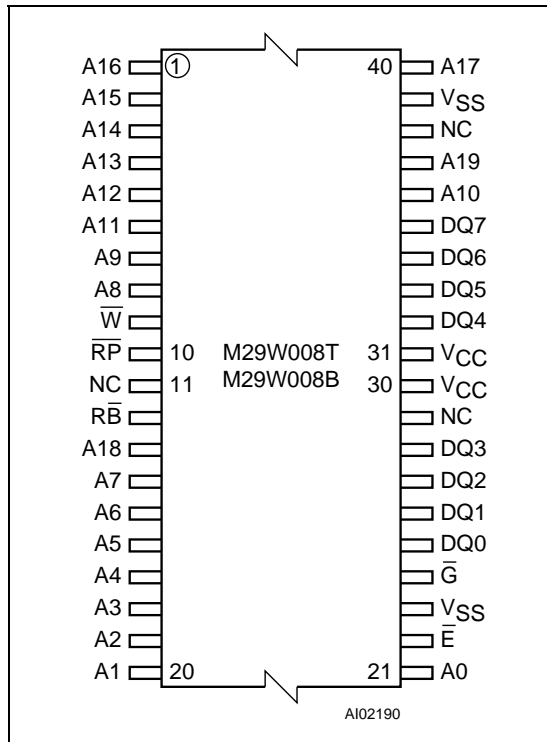 A16 1 40 A17
A15 VSS
A14 NC
A13 A19
A12 A10
A11 DQ7
A9 DQ6
A8 DQ5
W̅ DQ4
R̅P̅ 10 M29W008T 31 VCC
NC 11 M29W008B 30 VCC
RB̅ NC
A18 DQ3
A7 DQ2
A6 DQ1
A5 DQ0
A4 G̅
A3 VSS
A2 E̅
A1 20 21 A0
AI02190